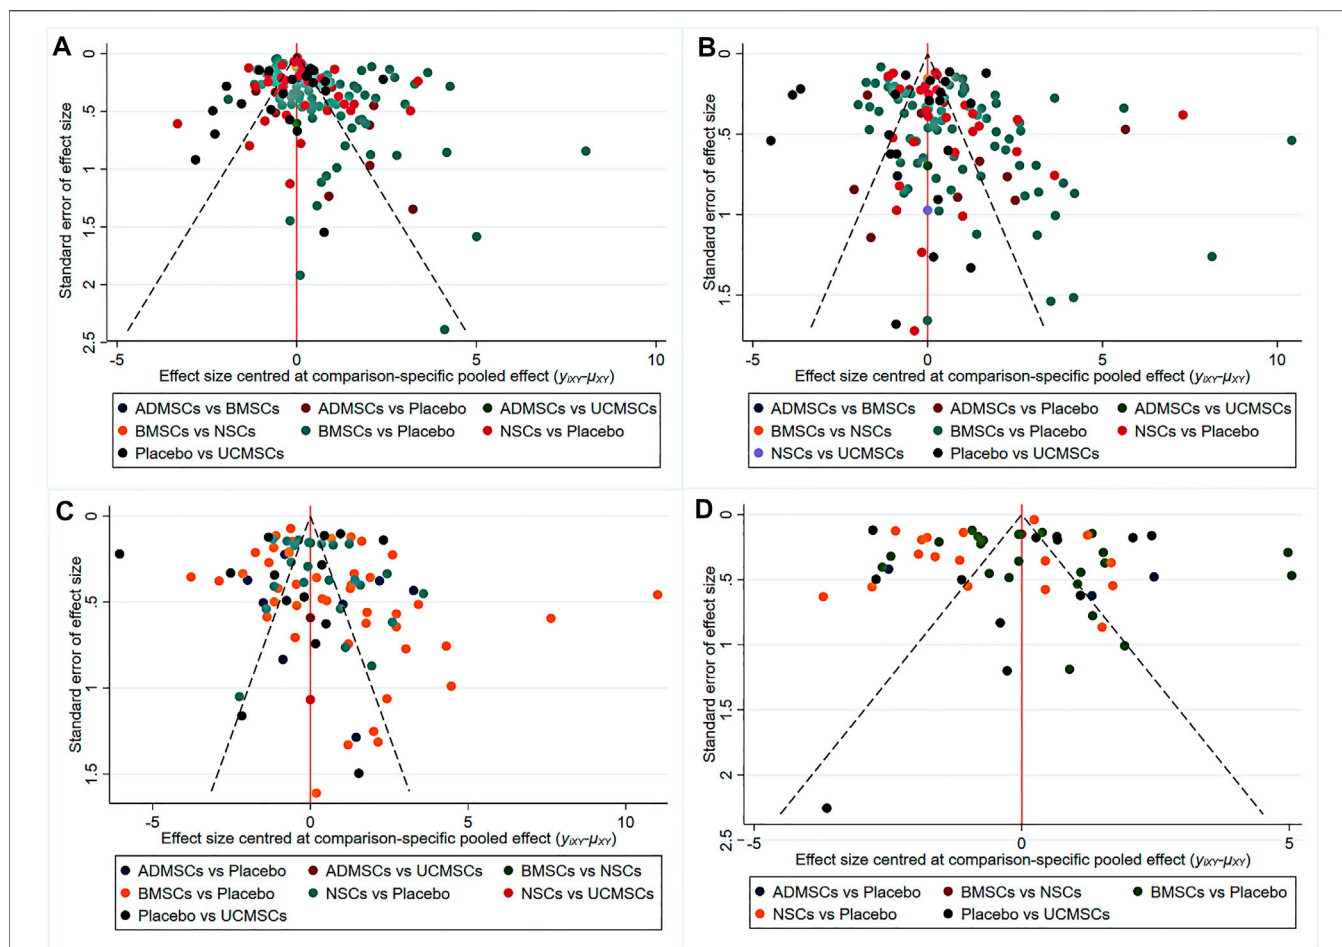 A
Standard error of effect size
0
.5
1
1.5
2
2.5
-5 0 5 10
Effect size centred at comparison-specific pooled effect (yiXY-μXY)
ADMSCs vs BMSCs ADMSCs vs Placebo ADMSCs vs UCMSCs
BMSCs vs NSCs BMSCs vs Placebo NSCs vs Placebo
Placebo vs UCMSCs
B
Standard error of effect size
0
.5
1
1.5
-5 0 5 10
Effect size centred at comparison-specific pooled effect (yiXY-μXY)
ADMSCs vs BMSCs ADMSCs vs Placebo ADMSCs vs UCMSCs
BMSCs vs NSCs BMSCs vs Placebo NSCs vs Placebo
NSCs vs UCMSCs Placebo vs UCMSCs
C
Standard error of effect size
0
.5
1
1.5
-5 0 5 10
Effect size centred at comparison-specific pooled effect (yiXY-μXY)
ADMSCs vs Placebo ADMSCs vs UCMSCs BMSCs vs NSCs
BMSCs vs Placebo NSCs vs Placebo NSCs vs UCMSCs
Placebo vs UCMSCs
D
Standard error of effect size
0
.5
1
1.5
2
2.5
-5 0 5
Effect size centred at comparison-specific pooled effect (yiXY-μXY)
ADMSCs vs Placebo BMSCs vs NSCs BMSCs vs Placebo
NSCs vs Placebo Placebo vs UCMSCs